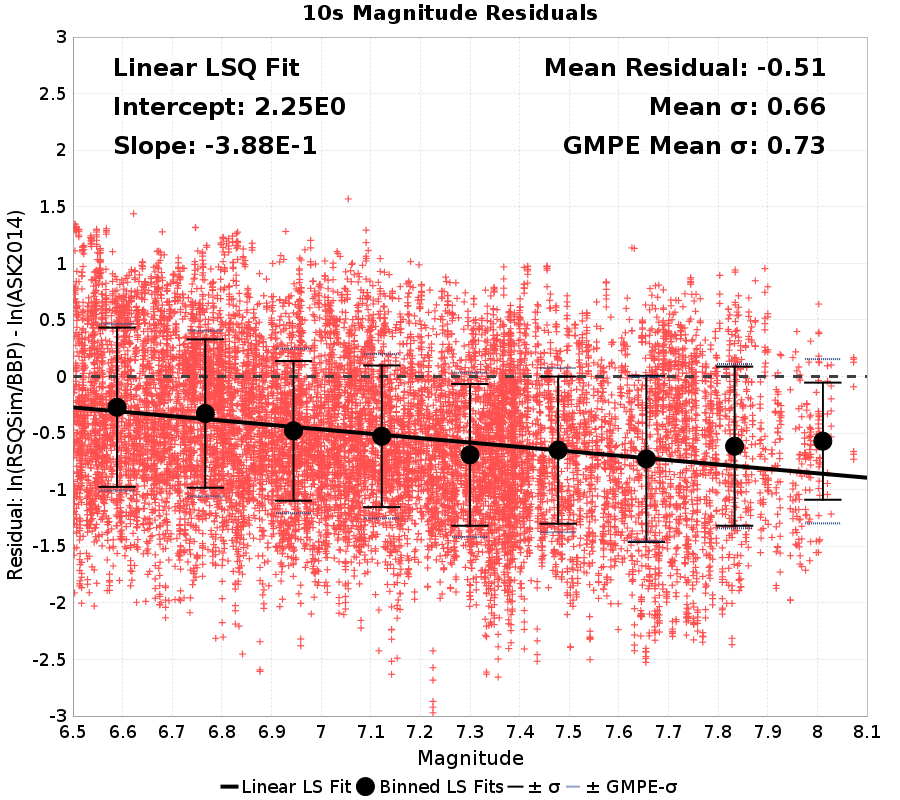 10s Magnitude Residuals
Linear LSQ Fit
Intercept: 2.25E0
Slope: -3.88E-1
Mean Residual: -0.51
Mean σ: 0.66
GMPE Mean σ: 0.73
Residual: ln(RSQSim/BBP) - ln(ASK2014)
3
2.5
2
1.5
1
0.5
0
-0.5
-1
-1.5
-2
-2.5
-3
6.5 6.6 6.7 6.8 6.9 7 7.1 7.2 7.3 7.4 7.5 7.6 7.7 7.8 7.9 8 8.1
Magnitude
Linear LS Fit Binned LS Fits ± σ ± GMPE-σ